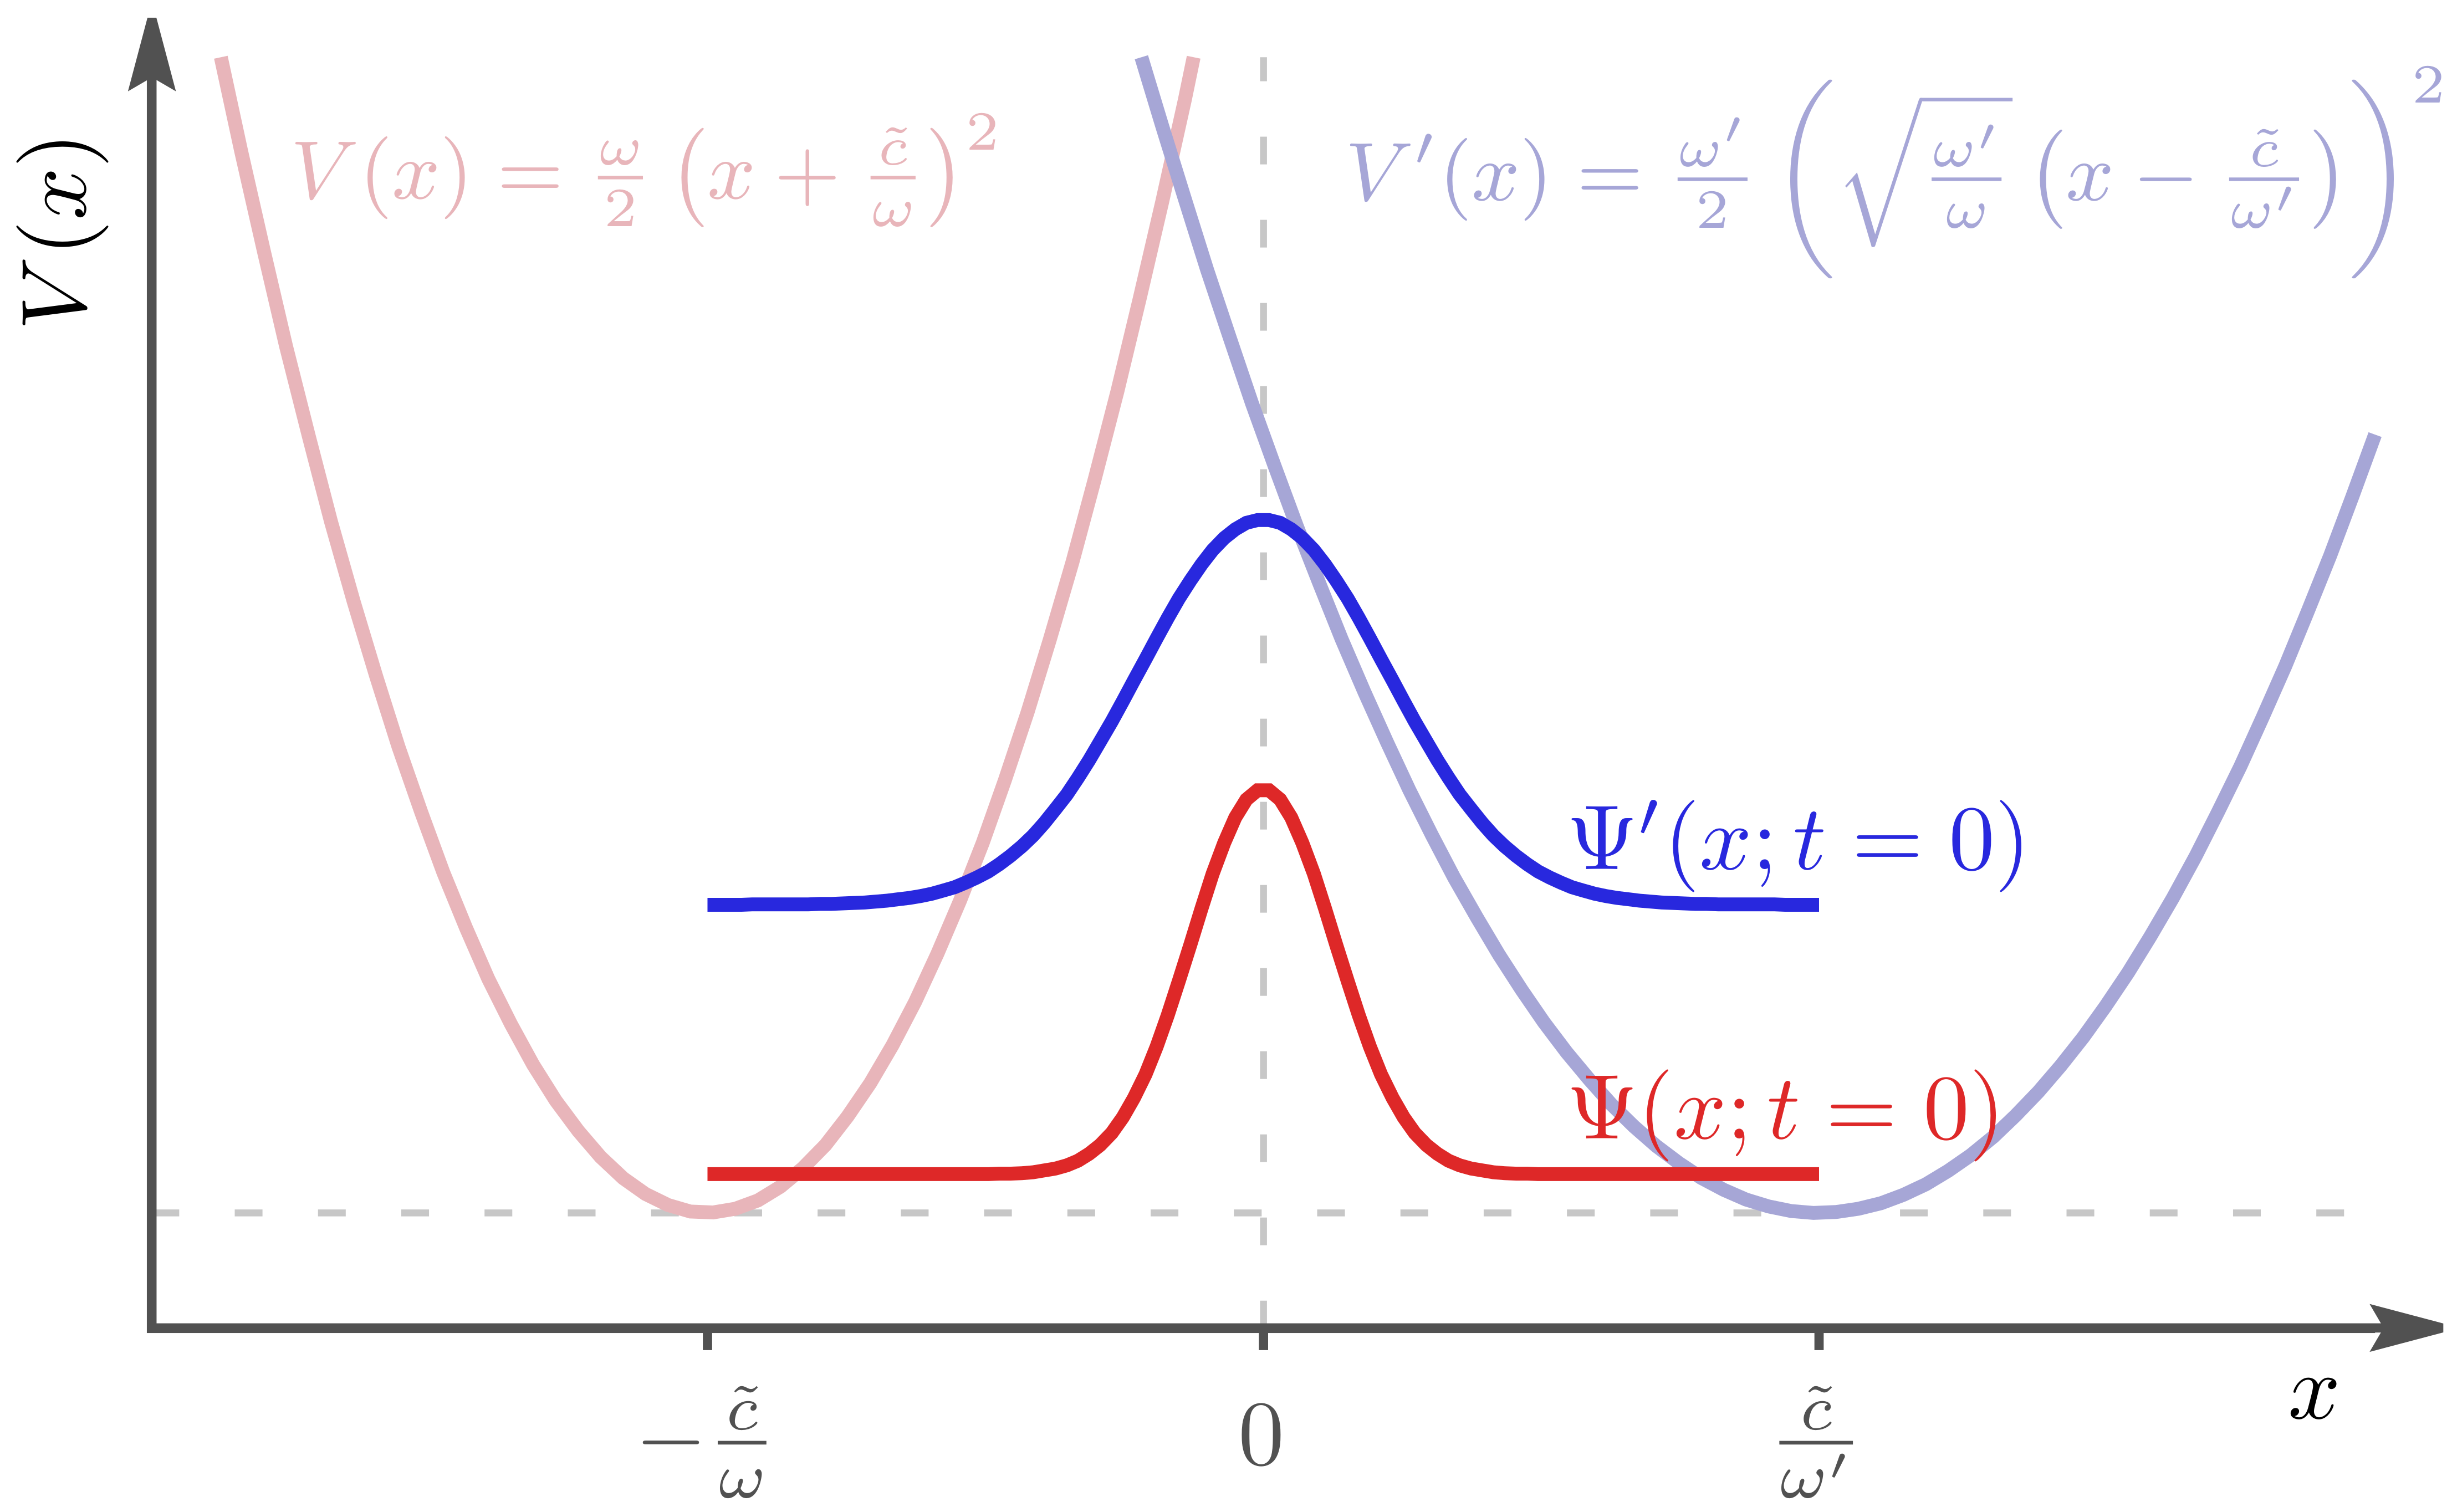 V(x)
V(x) = ω/2 (x + c̃/ω)²
V′(x) = ω′/2 (√(ω′/ω) (x − c̃/ω′))²
Ψ′(x; t = 0)
Ψ(x; t = 0)
−c̃/ω
0
c̃/ω′
x